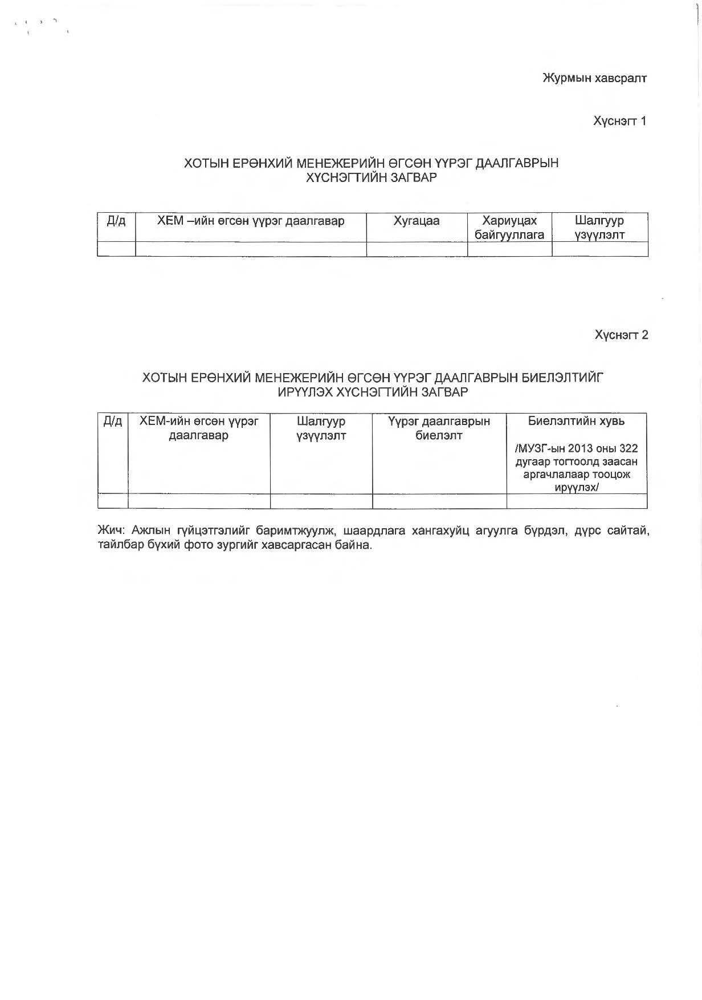 Журмын хавсралт
Хүснэгт 1
ХОТЫН ЕРӨНХИЙ МЕНЕЖЕРИЙН ӨГСӨН ҮҮРЭГ ДААЛГАВРЫН
ХҮСНЭГТИЙН ЗАГВАР
Д/д ХЕМ –ийн өгсөн үүрэг даалгавар Хугацаа Хариуцах Шалгуур
байгууллага үзүүлэлт
Хүснэгт 2
ХОТЫН ЕРӨНХИЙ МЕНЕЖЕРИЙН ӨГСӨН ҮҮРЭГ ДААЛГАВРЫН БИЕЛЭЛТИЙГ
ИРҮҮЛЭХ ХҮСНЭГТИЙН ЗАГВАР
Д/д ХЕМ-ийн өгсөн үүрэг Шалгуур Үүрэг даалгаврын Биелэлтийн хувь
даалгавар үзүүлэлт биелэлт
/МУЗГ-ын 2013 оны 322
дугаар тогтоолд заасан
аргачлалаар тооцож
ирүүлэх/
Жич: Ажлын гүйцэтгэлийг баримтжуулж, шаардлага хангахуйц агуулга бүрдэл, дүрс сайтай,
тайлбар бүхий фото зургийг хавсаргасан байна.